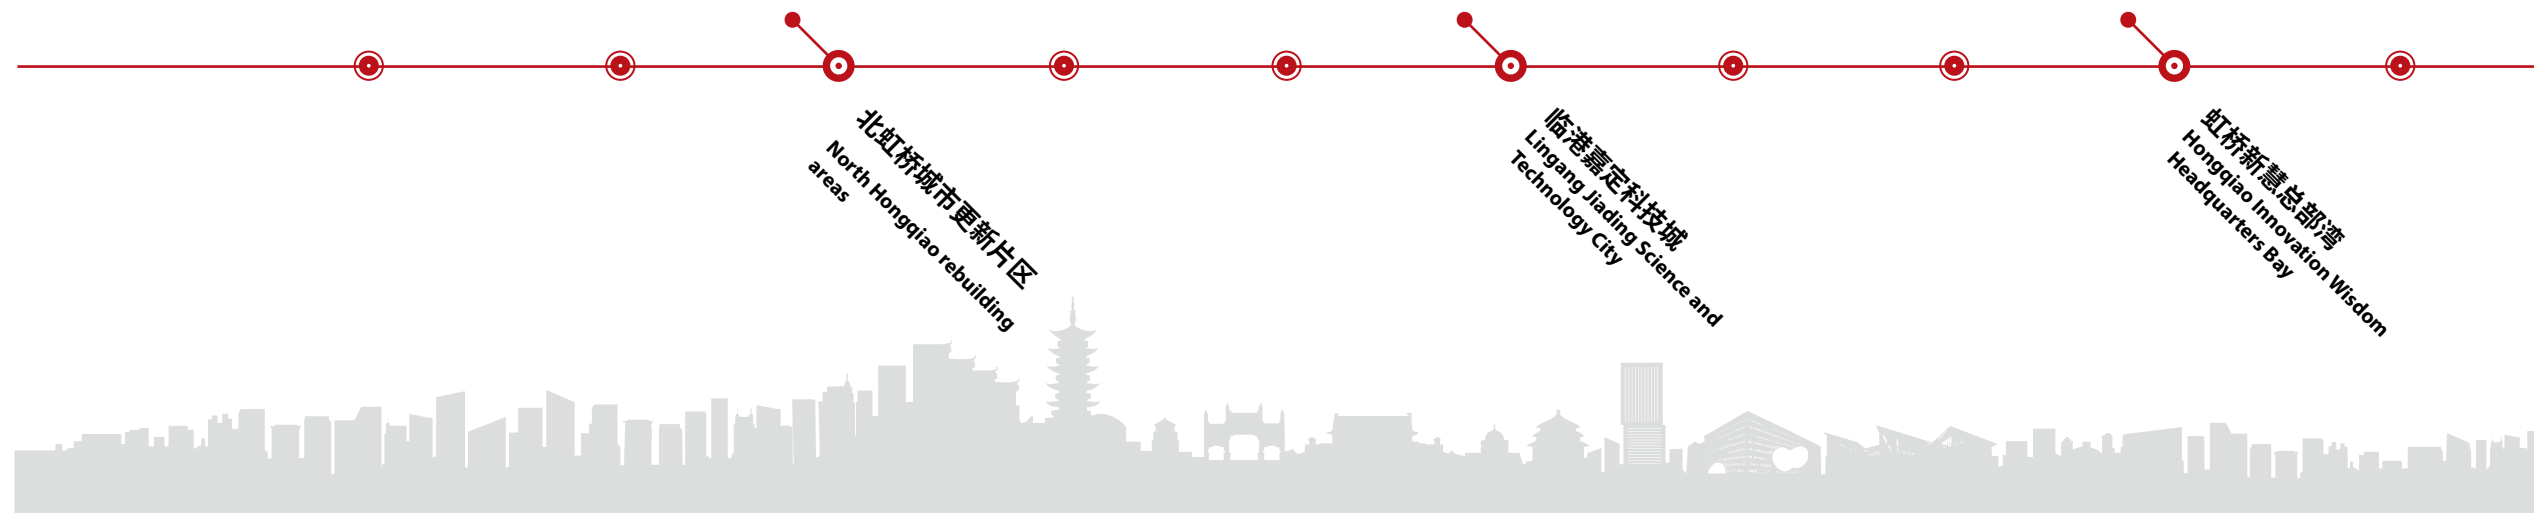 北虹桥城市更新片区
North Hongqiao rebuilding
areas
临港嘉定科技城
Lingang Jiading Science and
Technology City
虹桥新慧总部湾
Hongqiao Innovation Wisdom
Headquarters Bay